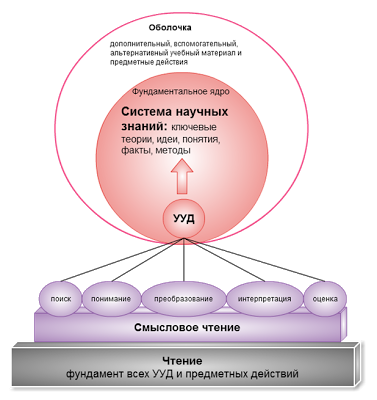 Оболочка
дополнительный, вспомогательный,
альтернативный учебный материал и
предметные действия
Фундаментальное ядро
Система научных
знаний: ключевые
теории, идеи, понятия,
факты, методы
УУД
поиск
понимание
преобразование
интерпретация
оценка
Смысловое чтение
Чтение
фундамент всех УУД и предметных действий